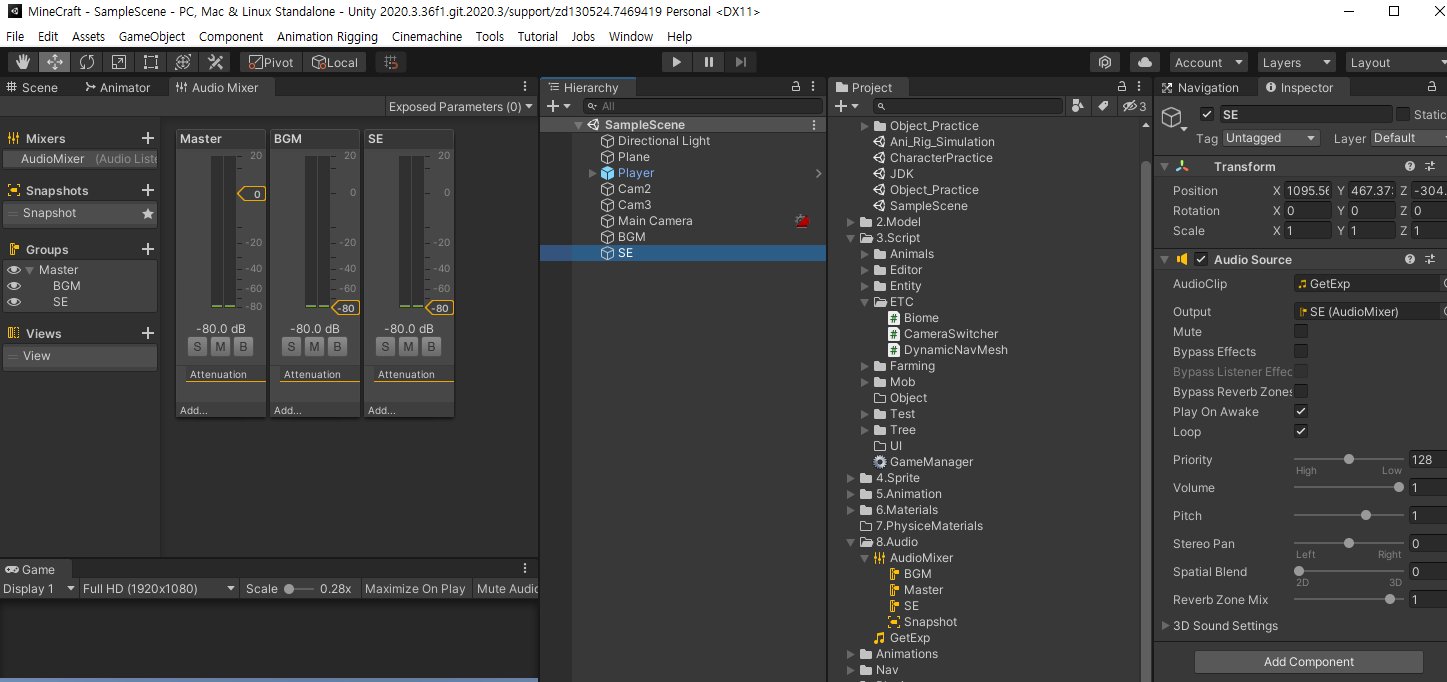 MineCraft - SampleScene - PC, Mac & Linux Standalone - Unity 2020.3.36f1.git.2020.3/support/zd130524.7469419 Personal <DX11>
File Edit Assets GameObject Component Animation Rigging Cinemachine Tools Tutorial Jobs Window Help
Pivot Local Account Layers Layout
Scene Animator Audio Mixer
Exposed Parameters (0)
Mixers
AudioMixer (Audio Liste
Snapshots
Snapshot
Groups
Master
BGM
SE
Views
View
Master
20
0
0
-20
-40
-60
-80
-80.0 dB
S M B
Attenuation
Add...
BGM
20
0
-20
-40
-60
-80
-80.0 dB
S M B
Attenuation
Add...
SE
20
0
-20
-40
-60
-80
-80.0 dB
S M B
Attenuation
Add...
Game
Display 1 Full HD (1920x1080) Scale 0.28x Maximize On Play Mute Audio
Hierarchy
All
SampleScene
Directional Light
Plane
Player
Cam2
Cam3
Main Camera
BGM
SE
Project
3
Object_Practice
Ani_Rig_Simulation
CharacterPractice
JDK
Object_Practice
SampleScene
2.Model
3.Script
Animals
Editor
Entity
ETC
Biome
CameraSwitcher
DynamicNavMesh
Farming
Mob
Object
Test
Tree
UI
GameManager
4.Sprite
5.Animation
6.Materials
7.PhysiceMaterials
8.Audio
AudioMixer
BGM
Master
SE
Snapshot
GetExp
Animations
Nav
Navigation Inspector
SE Static
Tag Untagged Layer Default
Transform
Position X 1095.56 Y 467.373 Z -304.
Rotation X 0 Y 0 Z 0
Scale X 1 Y 1 Z 1
Audio Source
AudioClip GetExp
Output SE (AudioMixer)
Mute
Bypass Effects
Bypass Listener Effec
Bypass Reverb Zones
Play On Awake
Loop
Priority 128
High Low
Volume 1
Pitch 1
Stereo Pan 0
Left Right
Spatial Blend 0
2D 3D
Reverb Zone Mix 1
3D Sound Settings
Add Component